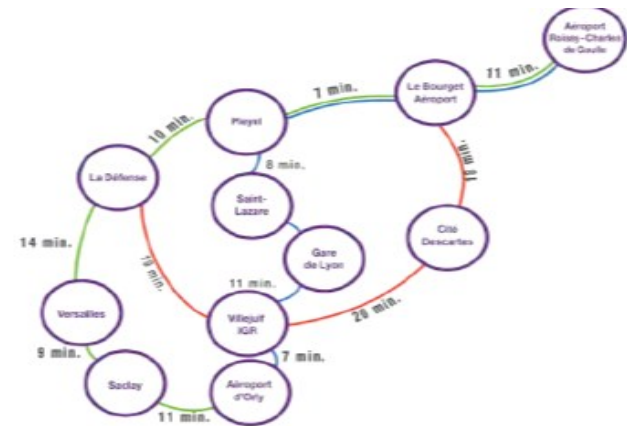 Aéroport
Roissy-Charles
de Gaulle
11 min.
7 min.
Le Bourget
Aéroport
10 min.
Pleyel
8 min.
La Défense
Saint-
Lazare
Cité
Descartes
14 min.
19 min.
Gare
de Lyon
11 min.
20 min.
Versailles
Villejuif
IGR
9 min.
7 min.
Saclay
Aéroport
d'Orly
11 min.